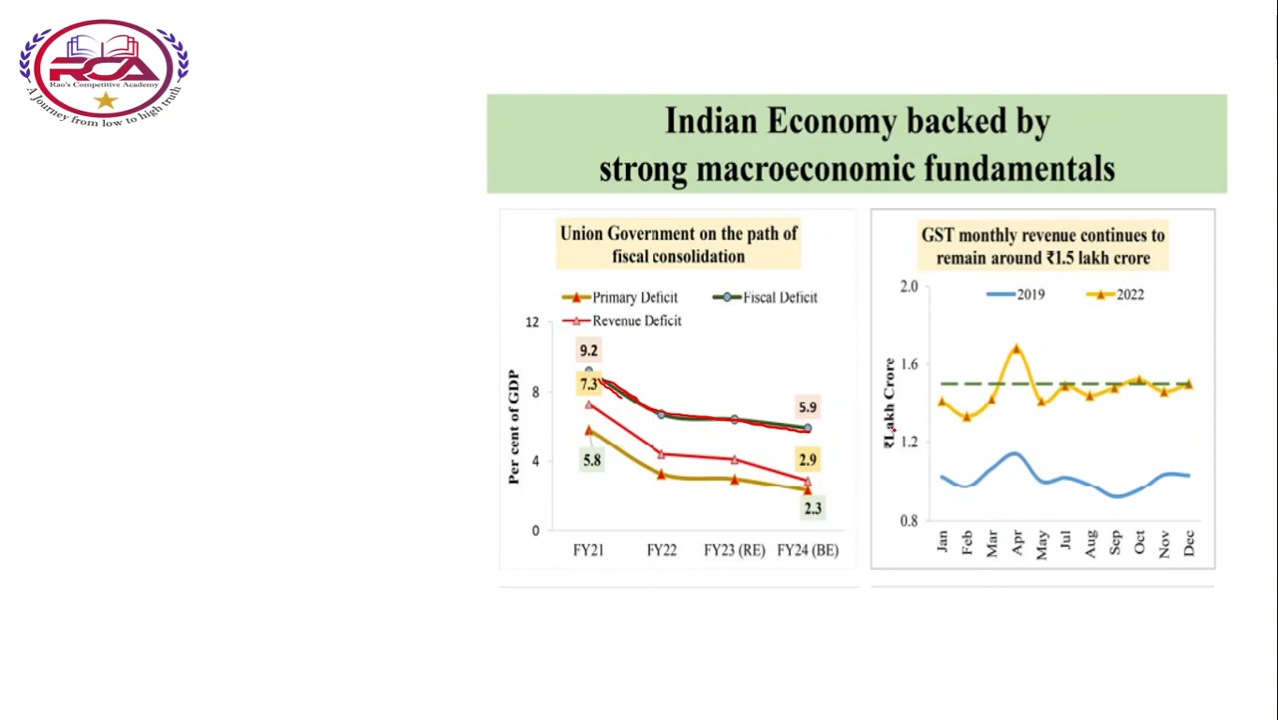 RCA
Rao's Competitive Academy
A Journey from low to high truth
Indian Economy backed by
strong macroeconomic fundamentals
Union Government on the path of
fiscal consolidation
Primary Deficit
Fiscal Deficit
Revenue Deficit
Per cent of GDP
12
8
4
0
9.2
7.3
5.8
5.9
2.9
2.3
FY21 FY22 FY23 (RE) FY24 (BE)
GST monthly revenue continues to
remain around ₹1.5 lakh crore
2019 2022
₹Lakh Crore
2.0
1.6
1.2
0.8
Jan Feb Mar Apr May Jul Aug Sep Oct Nov Dec